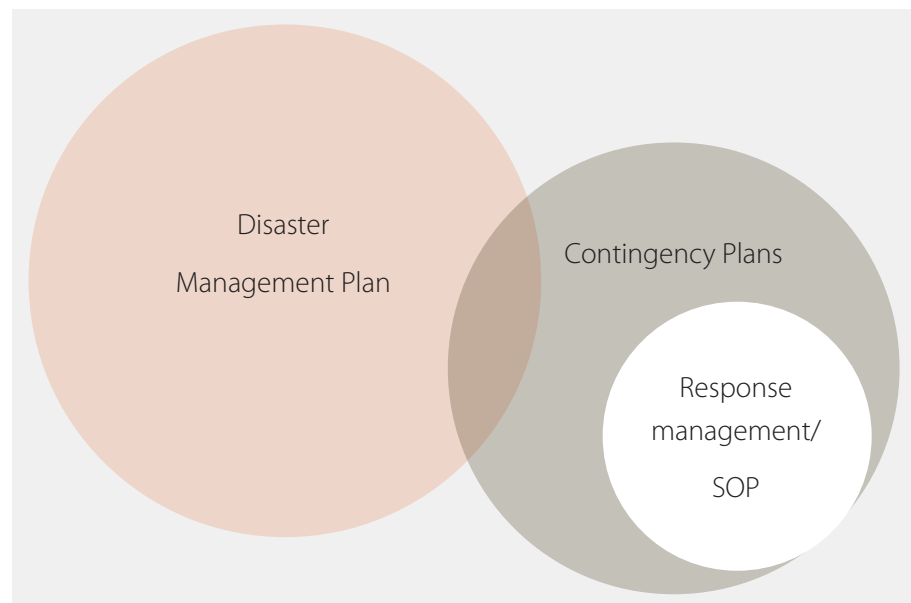 Disaster
Management Plan
Contingency Plans
Response
management/
SOP